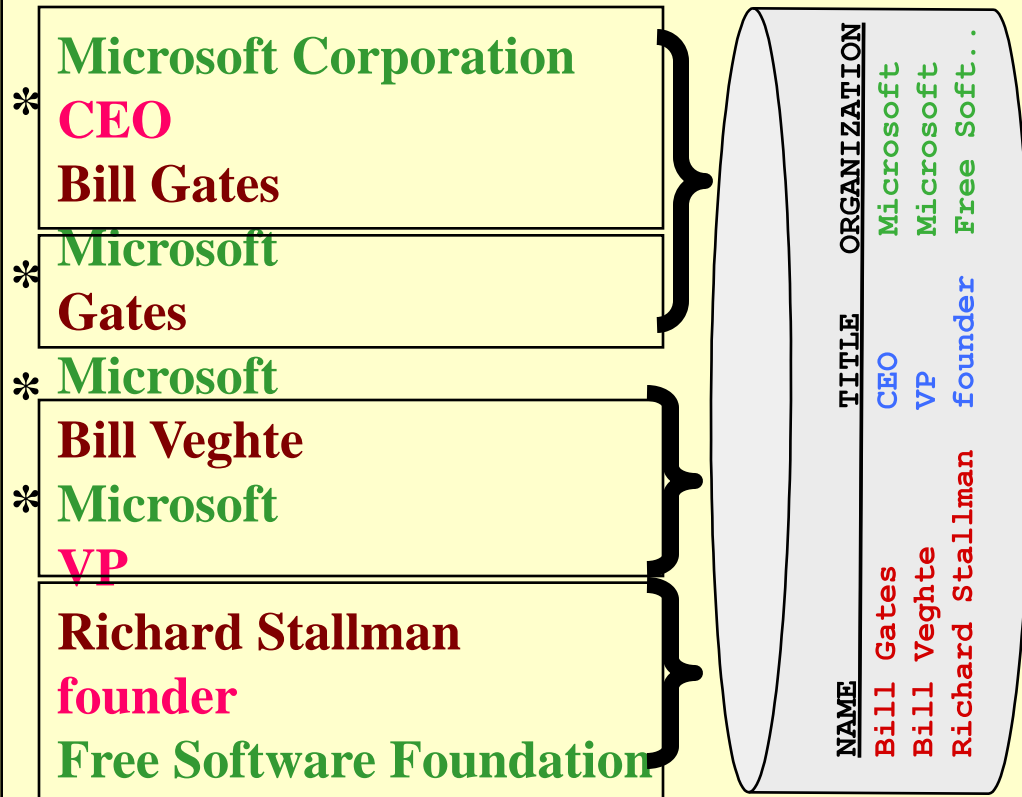 Microsoft Corporation
* CEO
Bill Gates
* Microsoft
Gates
* Microsoft
Bill Veghte
* Microsoft
VP
Richard Stallman
founder
Free Software Foundation
NAME TITLE ORGANIZATION
Bill Gates CEO Microsoft
Bill Veghte VP Microsoft
Richard Stallman founder Free Soft..